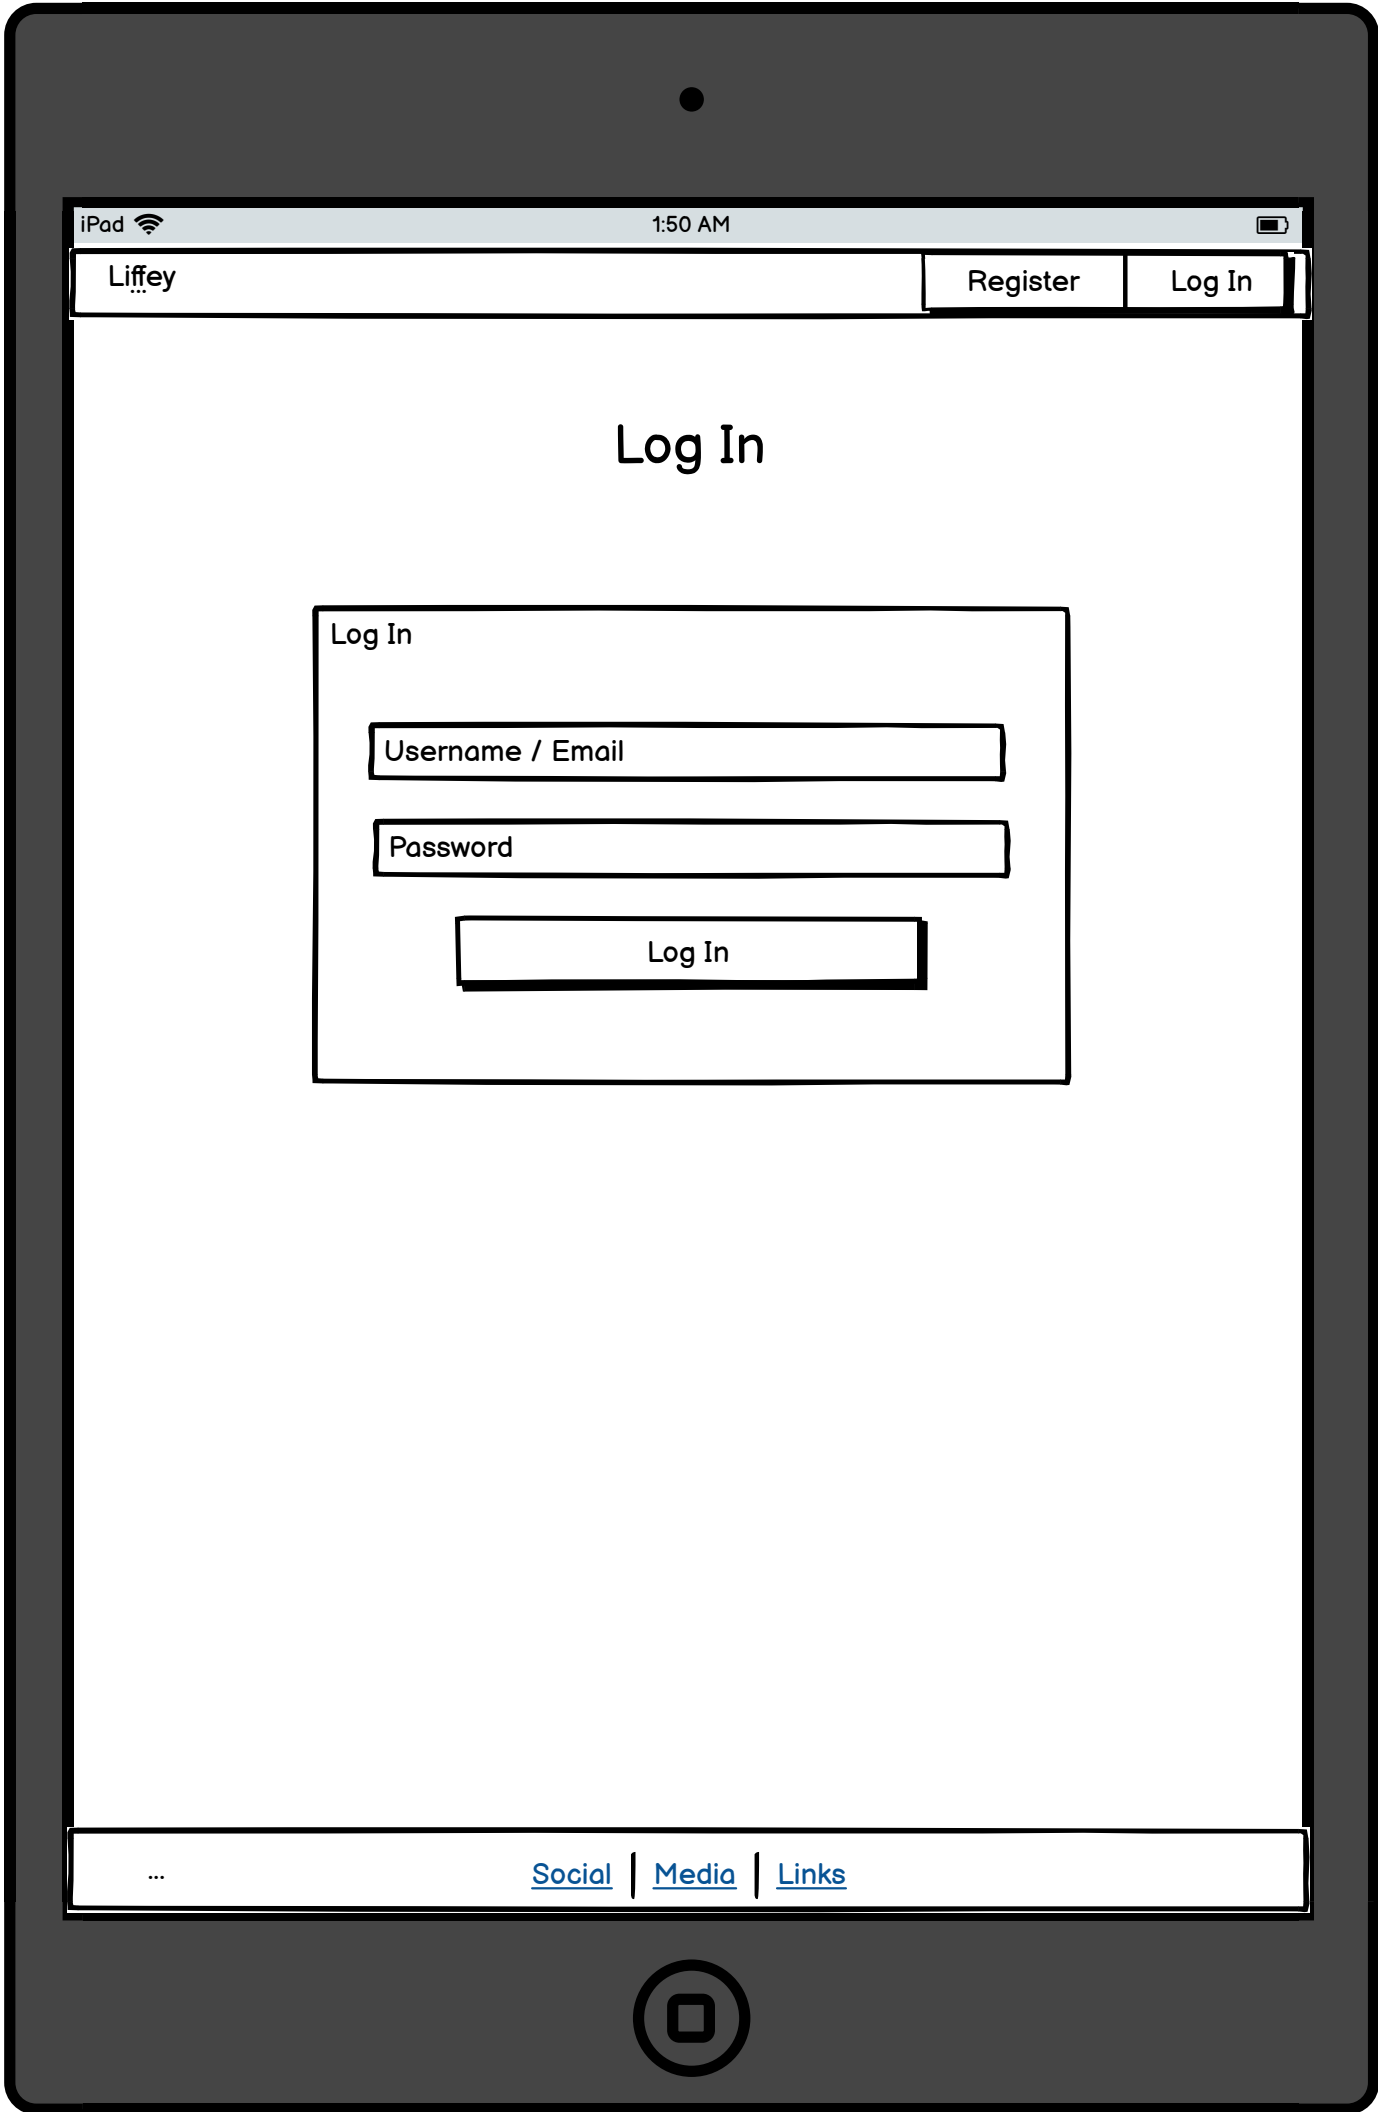 iPad 1:50 AM
Liffey Register Log In
...
Log In
Log In
Username / Email
Password
Log In
... Social Media Links